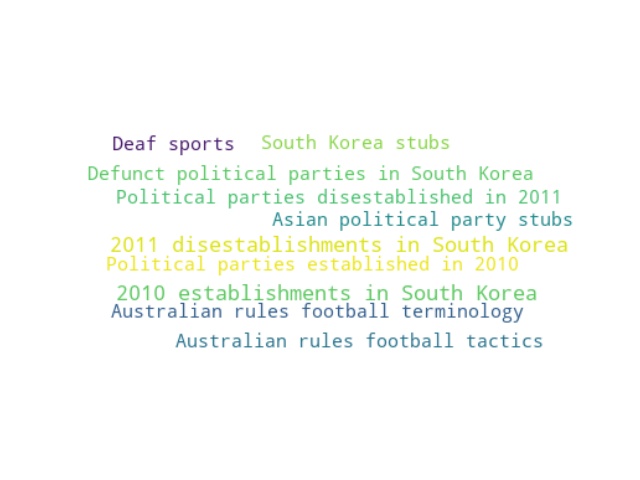 Deaf sports
South Korea stubs
Defunct political parties in South Korea
Political parties disestablished in 2011
Asian political party stubs
2011 disestablishments in South Korea
Political parties established in 2010
2010 establishments in South Korea
Australian rules football terminology
Australian rules football tactics